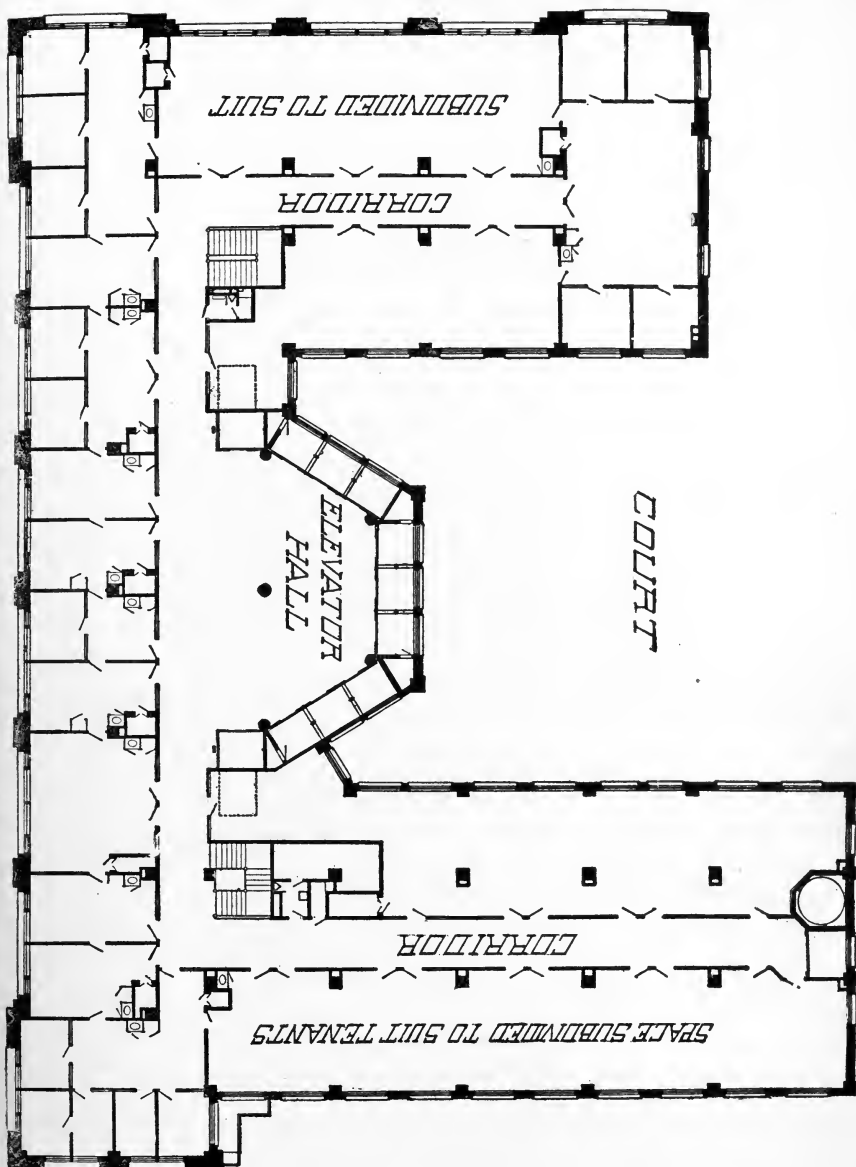 SUBDIVIDED TO SUIT
CORRIDOR
ELEVATOR
HALL
COURT
CORRIDOR
SPACE SUBDIVIDED TO SUIT TENANTS